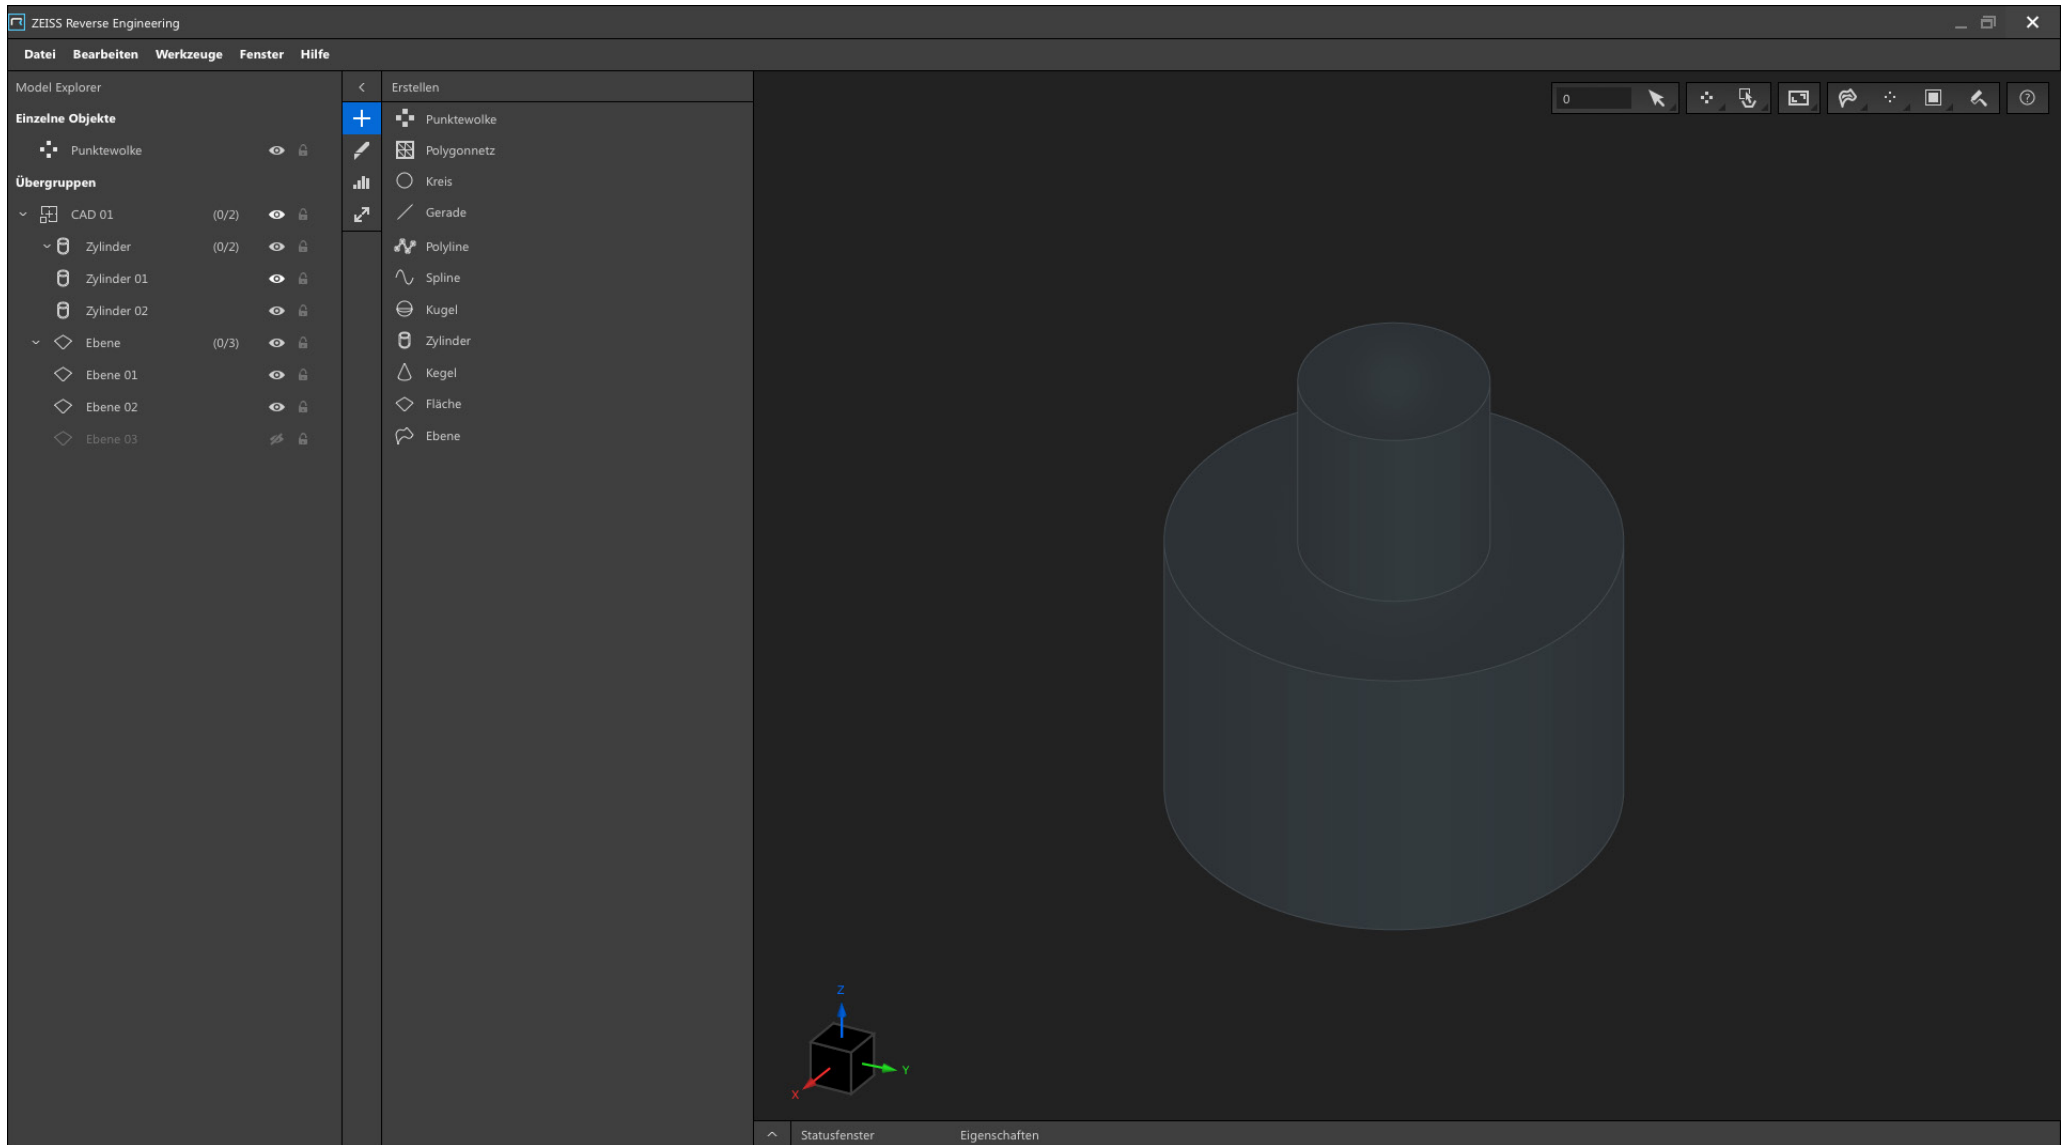 ZEISS Reverse Engineering
Datei Bearbeiten Werkzeuge Fenster Hilfe
Model Explorer
Einzelne Objekte
Punktewolke
Übergruppen
CAD 01 (0/2)
Zylinder (0/2)
Zylinder 01
Zylinder 02
Ebene (0/3)
Ebene 01
Ebene 02
Ebene 03
Erstellen
Punktewolke
Polygonnetz
Kreis
Gerade
Polyline
Spline
Kugel
Zylinder
Kegel
Fläche
Ebene
0
Z
Y
X
Statusfenster Eigenschaften